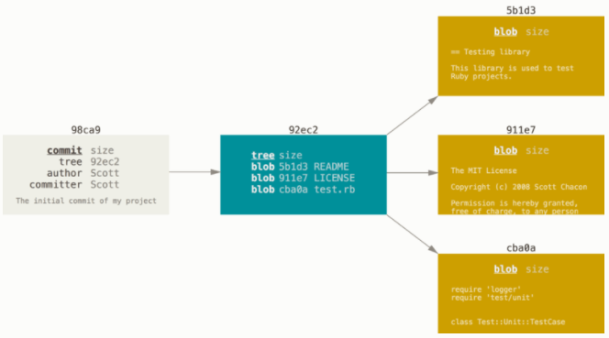 98ca9
commit size
tree 92ec2
author Scott
committer Scott
The initial commit of my project
92ec2
tree size
blob 5b1d3 README
blob 911e7 LICENSE
blob cba0a test.rb
5b1d3
blob size
== Testing library
This library is used to test
Ruby projects.
911e7
blob size
The MIT License
Copyright (c) 2008 Scott Chacon
Permission is hereby granted,
free of charge, to any person
cba0a
blob size
require 'logger'
require 'test/unit'
class Test::Unit::TestCase